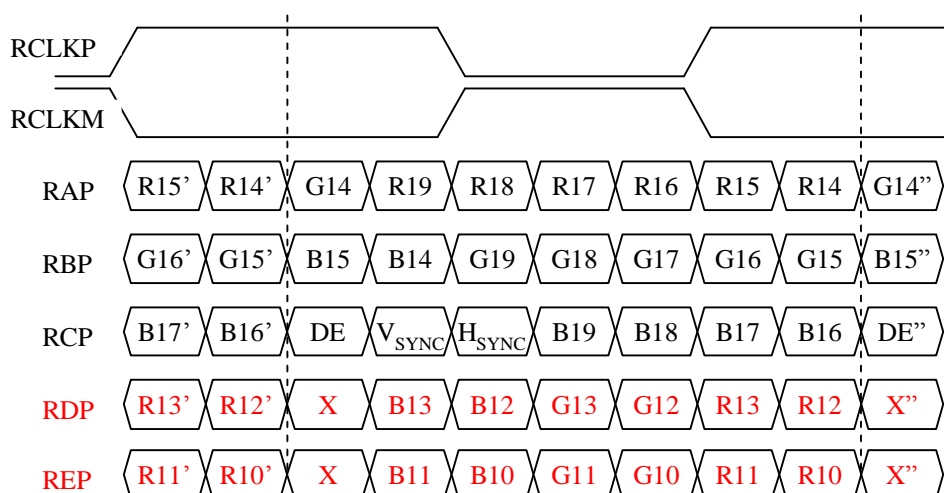 RCLKP
RCLKM
RAP R15’ R14’ G14 R19 R18 R17 R16 R15 R14 G14”
RBP G16’ G15’ B15 B14 G19 G18 G17 G16 G15 B15”
RCP B17’ B16’ DE VSYNC HSYNC B19 B18 B17 B16 DE”
RDP R13’ R12’ X B13 B12 G13 G12 R13 R12 X”
REP R11’ R10’ X B11 B10 G11 G10 R11 R10 X”